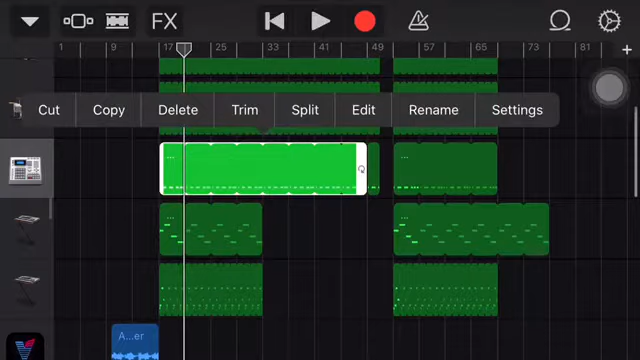 FX
1 9 17 25 33 41 49 57 65 73 81
Cut Copy Delete Trim Split Edit Rename Settings
... ...
... ...
A...er